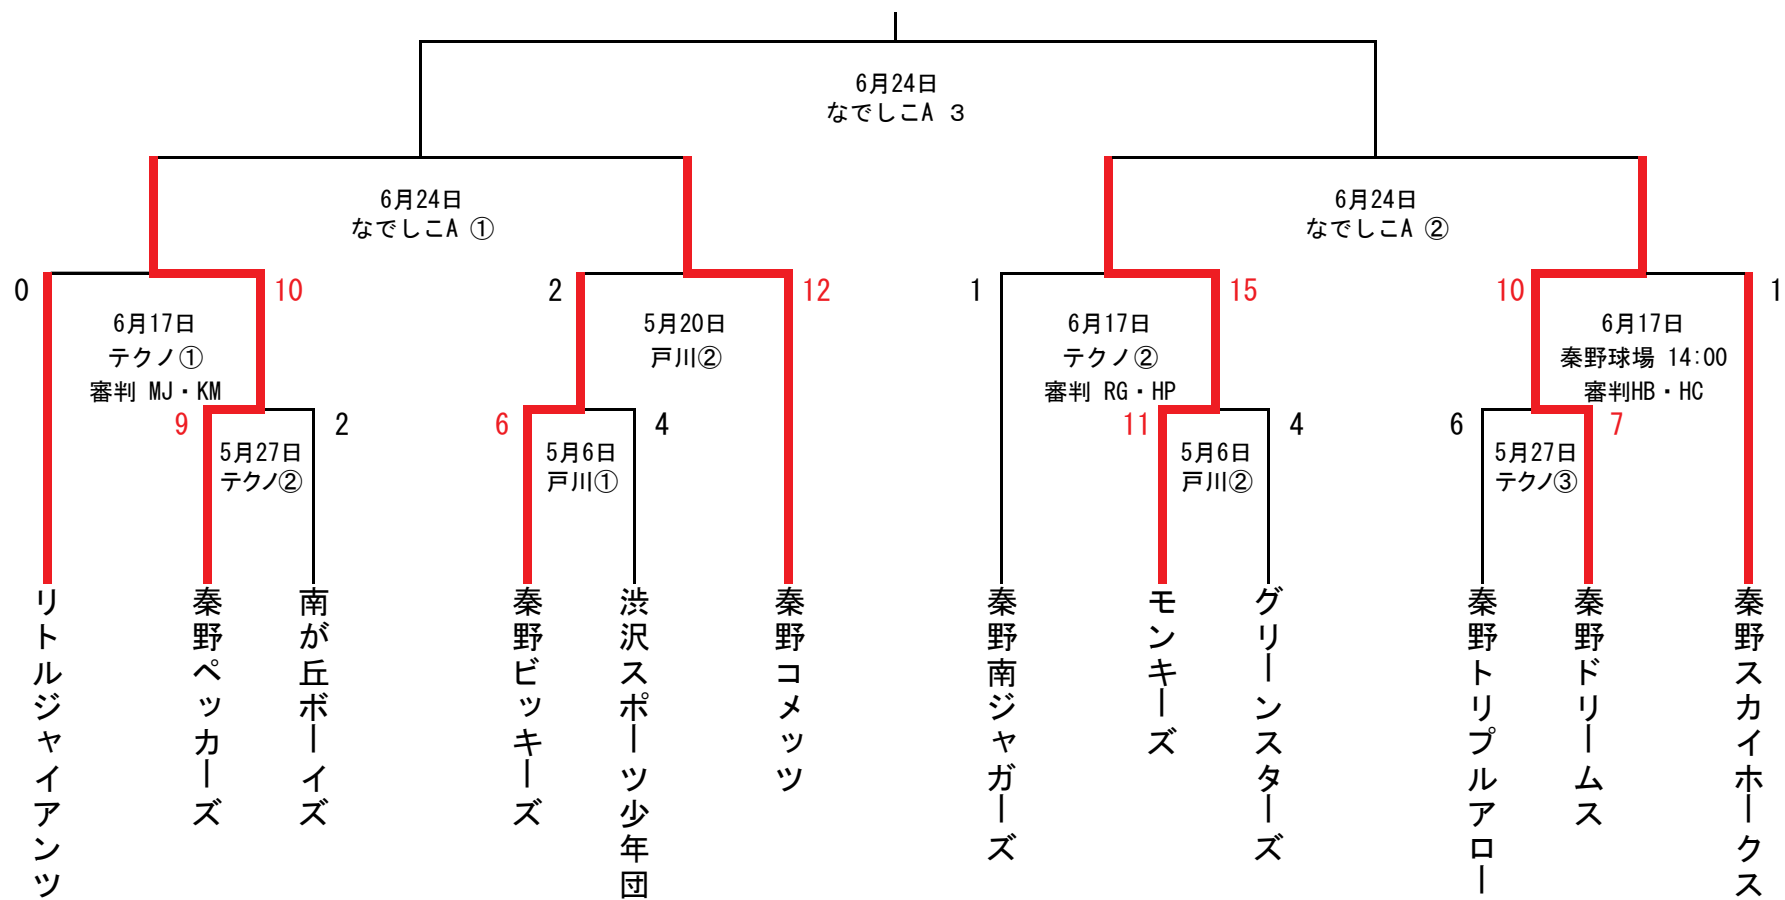 6月24日
なでしこA 3
6月24日
なでしこA ①
6月24日
なでしこA ②
0
10
2
12
1
15
10
1
6月17日
テクノ①
審判 MJ・KM
5月20日
戸川②
6月17日
テクノ②
審判 RG・HP
6月17日
秦野球場 14:00
審判HB・HC
9
2
6
4
11
4
6
7
5月27日
テクノ②
5月6日
戸川①
5月6日
戸川②
5月27日
テクノ③
リトルジャイアンツ
秦野ペッカーズ
南が丘ボーイズ
秦野ビッキーズ
渋沢スポーツ少年団
秦野コメッツ
秦野南ジャガーズ
モンキーズ
グリーンスターズ
秦野トリプルアロー
秦野ドリームス
秦野スカイホークス